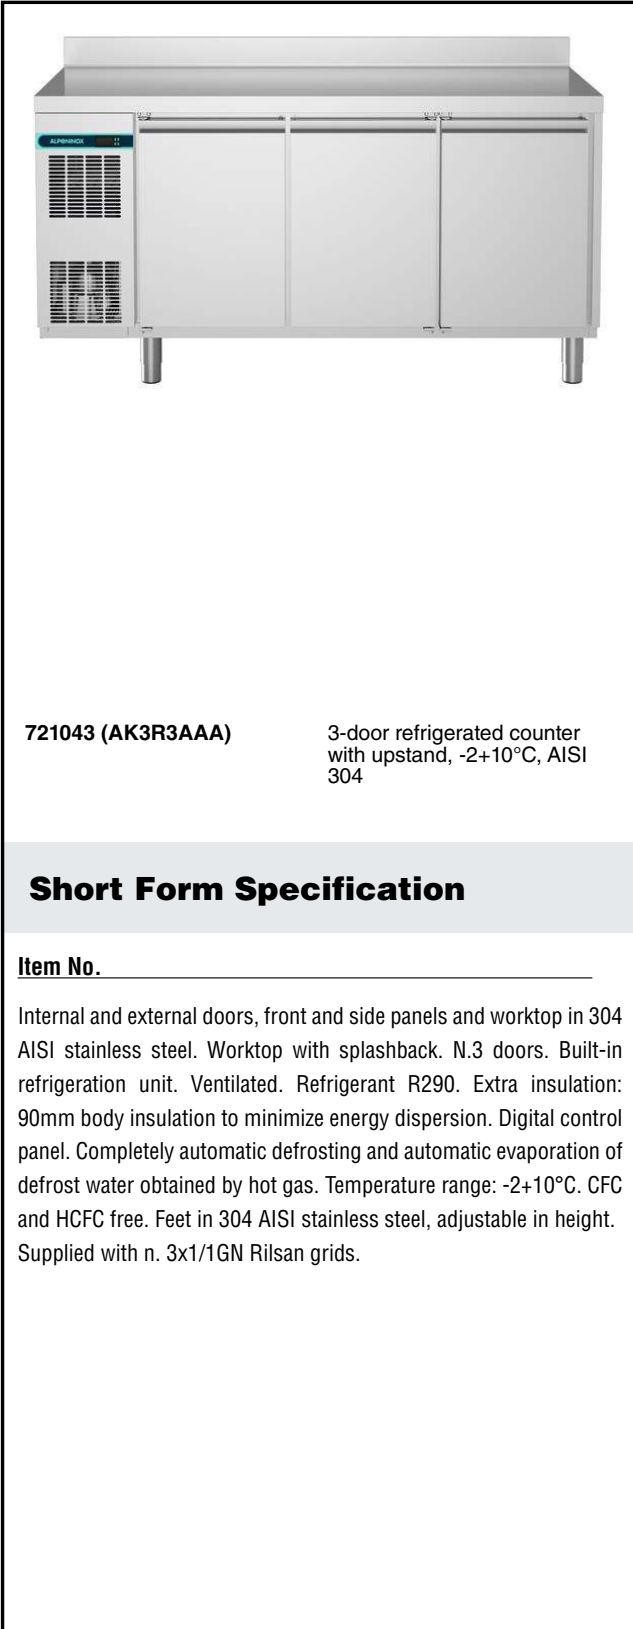 ALPENINOX
721043 (AK3R3AAA)
3-door refrigerated counter
with upstand, -2+10°C, AISI
304
Short Form Specification
Item No.
Internal and external doors, front and side panels and worktop in 304
AISI stainless steel. Worktop with splashback. N.3 doors. Built-in
refrigeration unit. Ventilated. Refrigerant R290. Extra insulation:
90mm body insulation to minimize energy dispersion. Digital control
panel. Completely automatic defrosting and automatic evaporation of
defrost water obtained by hot gas. Temperature range: -2+10°C. CFC
and HCFC free. Feet in 304 AISI stainless steel, adjustable in height.
Supplied with n. 3x1/1GN Rilsan grids.